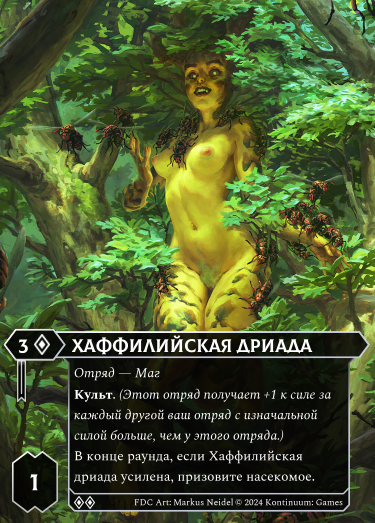 3 ХАФФИЛИЙСКАЯ ДРИАДА
Отряд — Маг
Культ. (Этот отряд получает +1 к силе за
каждый другой ваш отряд с изначальной
силой больше, чем у этого отряда.)
В конце раунда, если Хаффилийская
дриада усилена, призовите насекомое.
1
FDC Art: Markus Neidel © 2024 Kontinuum: Games